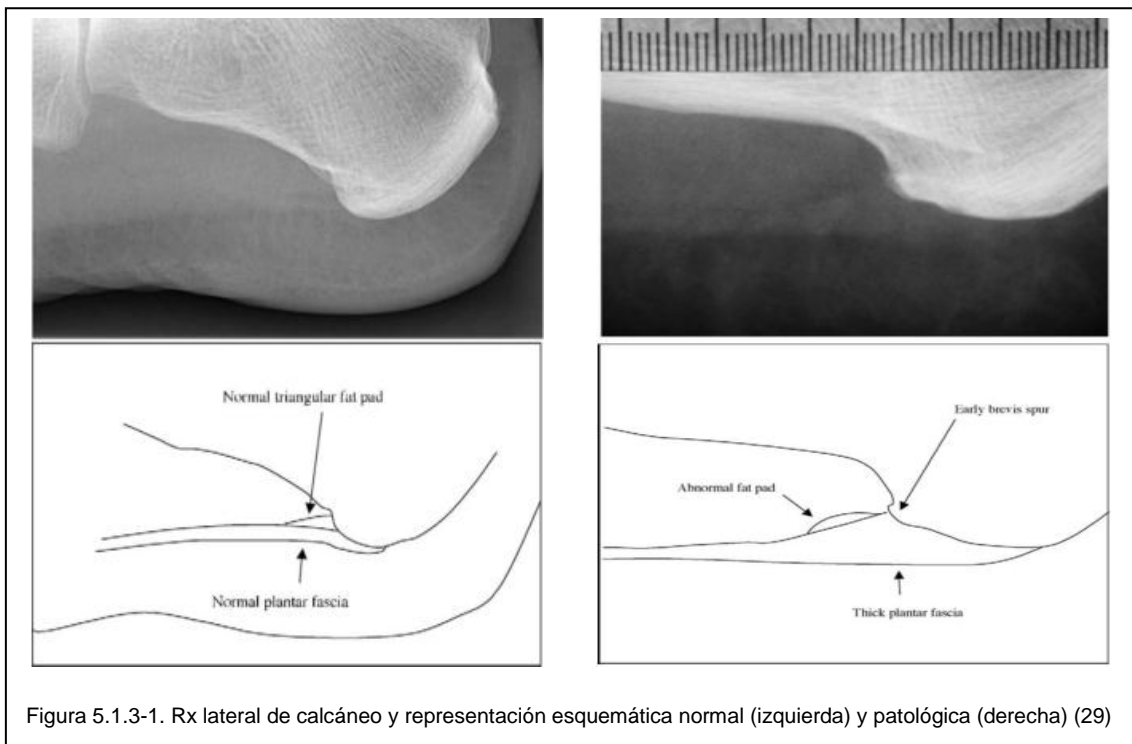 Normal triangular fat pad
Normal plantar fascia
Early brevis spur
Abnormal fat pad
Thick plantar fascia
Figura 5.1.3-1. Rx lateral de calcáneo y representación esquemática normal (izquierda) y patológica (derecha) (29)